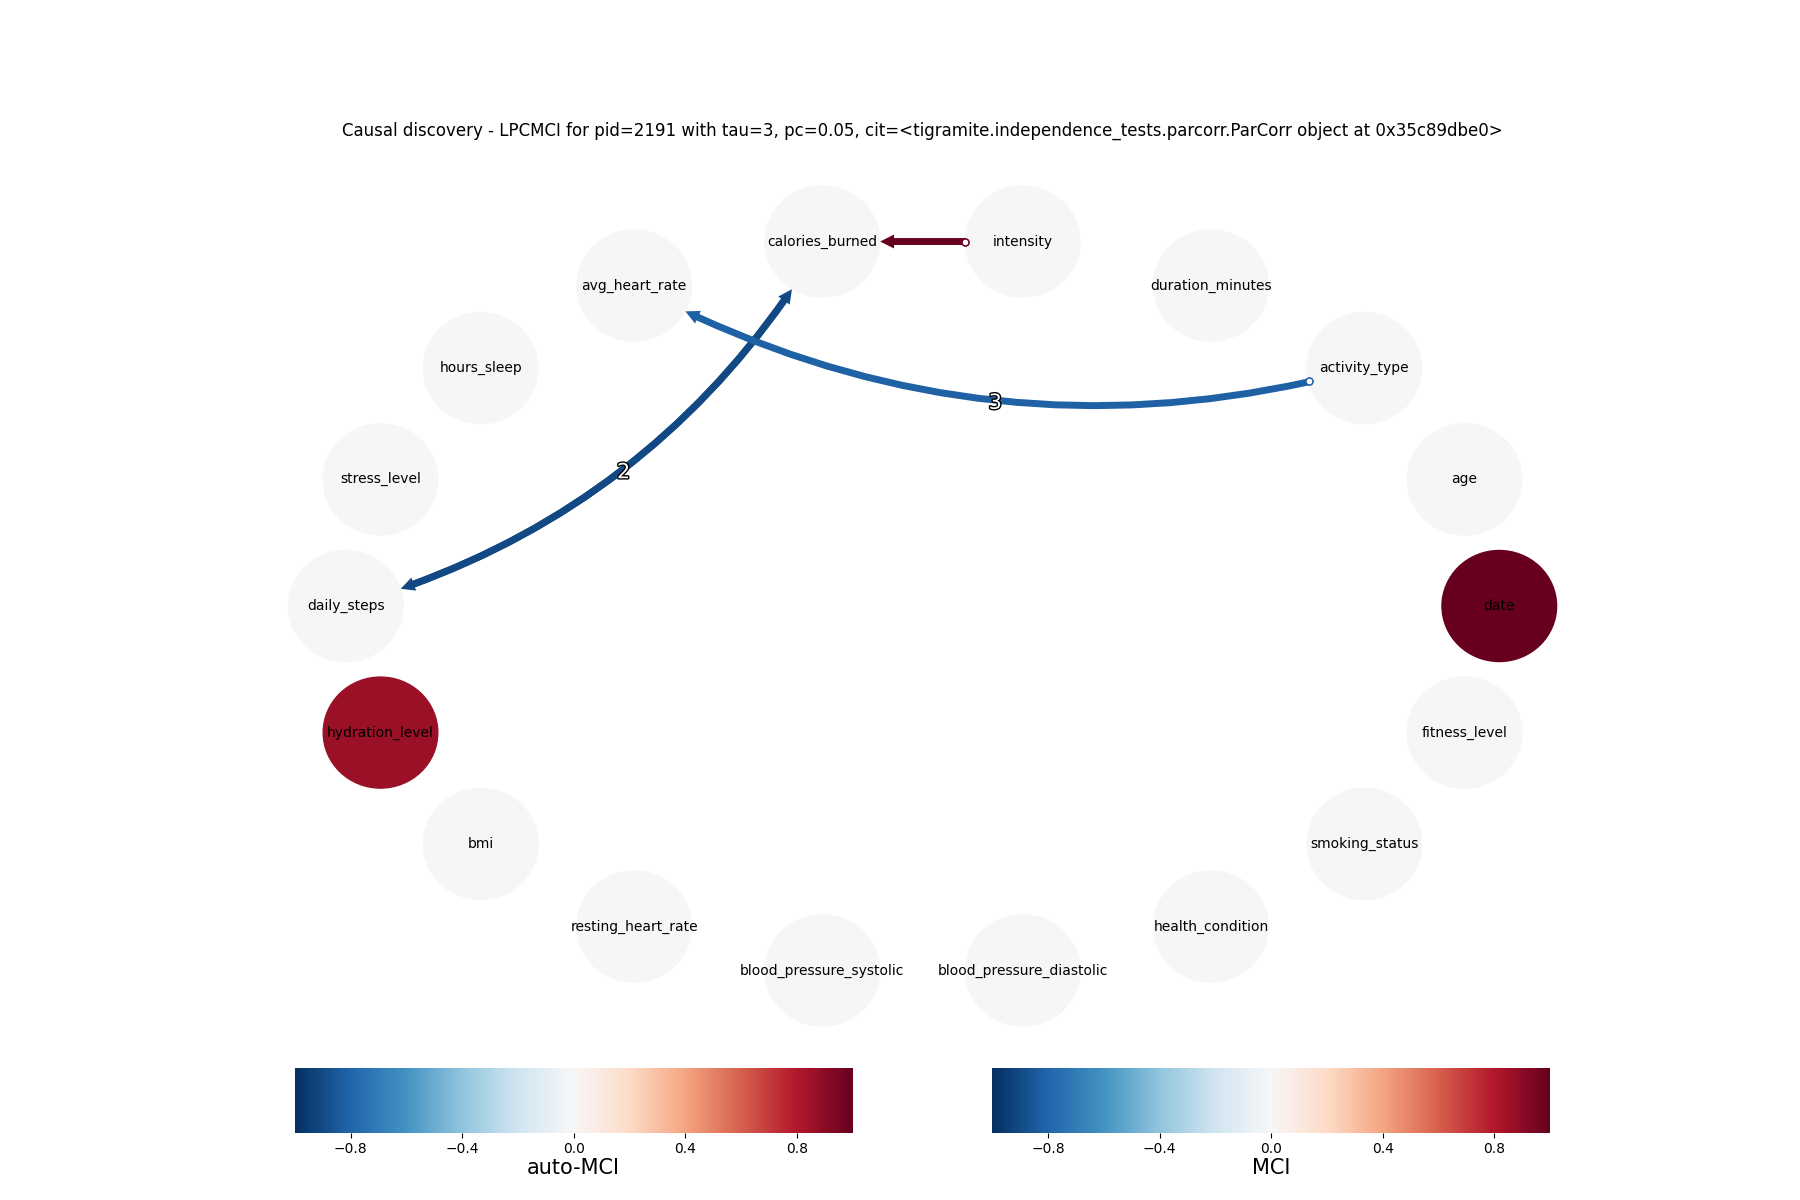 Causal discovery - LPCMCI for pid=2191 with tau=3, pc=0.05, cit=<tigramite.independence_tests.parcorr.ParCorr object at 0x35c89dbe0>
calories_burned
intensity
avg_heart_rate
duration_minutes
hours_sleep
activity_type
3
stress_level
2
age
daily_steps
date
hydration_level
fitness_level
bmi
smoking_status
resting_heart_rate
health_condition
blood_pressure_systolic
blood_pressure_diastolic
−0.8 −0.4 0.0 0.4 0.8
auto-MCI
−0.8 −0.4 0.0 0.4 0.8
MCI